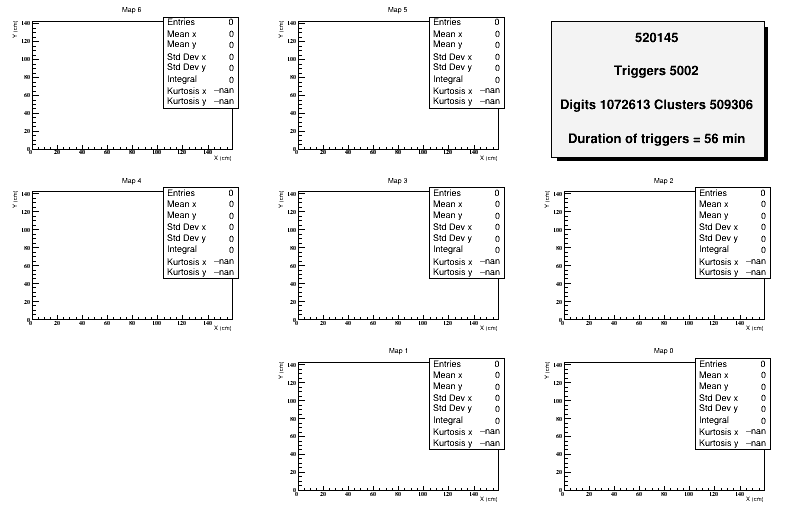 Map 6
Y (cm)
140
120
100
80
60
40
20
0
0 20 40 60 80 100 120 140
X (cm)
Entries 0
Mean x 0
Mean y 0
Std Dev x 0
Std Dev y 0
Integral 0
Kurtosis x −nan
Kurtosis y −nan
Map 5
Y (cm)
140
120
100
80
60
40
20
0
0 20 40 60 80 100 120 140
X (cm)
Entries 0
Mean x 0
Mean y 0
Std Dev x 0
Std Dev y 0
Integral 0
Kurtosis x −nan
Kurtosis y −nan
520145
Triggers 5002
Digits 1072613 Clusters 509306
Duration of triggers = 56 min
Map 4
Y (cm)
140
120
100
80
60
40
20
0
0 20 40 60 80 100 120 140
X (cm)
Entries 0
Mean x 0
Mean y 0
Std Dev x 0
Std Dev y 0
Integral 0
Kurtosis x −nan
Kurtosis y −nan
Map 3
Y (cm)
140
120
100
80
60
40
20
0
0 20 40 60 80 100 120 140
X (cm)
Entries 0
Mean x 0
Mean y 0
Std Dev x 0
Std Dev y 0
Integral 0
Kurtosis x −nan
Kurtosis y −nan
Map 2
Y (cm)
140
120
100
80
60
40
20
0
0 20 40 60 80 100 120 140
X (cm)
Entries 0
Mean x 0
Mean y 0
Std Dev x 0
Std Dev y 0
Integral 0
Kurtosis x −nan
Kurtosis y −nan
Map 1
Y (cm)
140
120
100
80
60
40
20
0
0 20 40 60 80 100 120 140
X (cm)
Entries 0
Mean x 0
Mean y 0
Std Dev x 0
Std Dev y 0
Integral 0
Kurtosis x −nan
Kurtosis y −nan
Map 0
Y (cm)
140
120
100
80
60
40
20
0
0 20 40 60 80 100 120 140
X (cm)
Entries 0
Mean x 0
Mean y 0
Std Dev x 0
Std Dev y 0
Integral 0
Kurtosis x −nan
Kurtosis y −nan